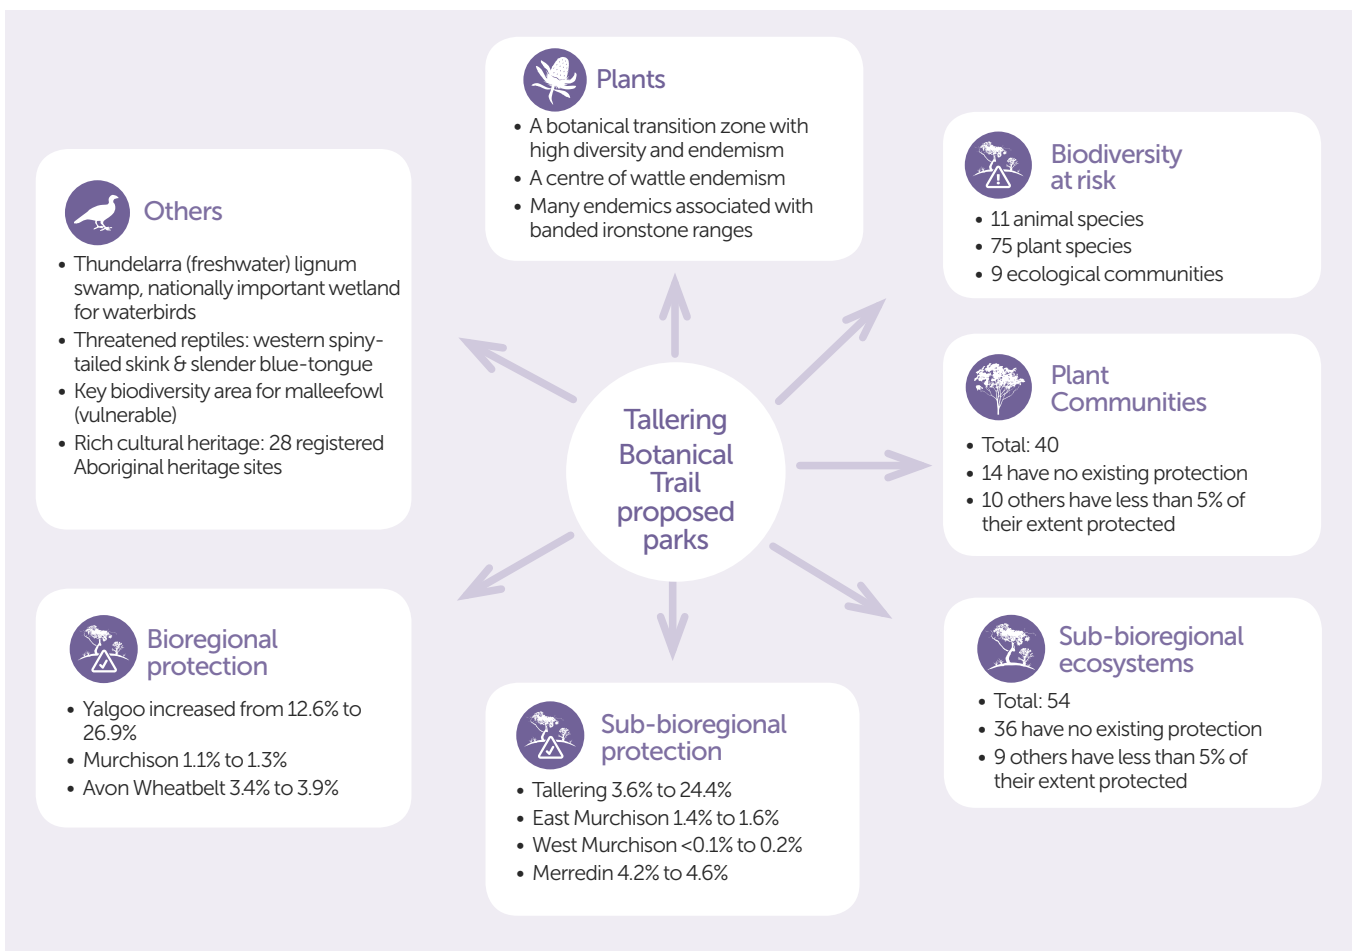 Plants
• A botanical transition zone with
high diversity and endemism
• A centre of wattle endemism
• Many endemics associated with
banded ironstone ranges
Biodiversity
at risk
• 11 animal species
• 75 plant species
• 9 ecological communities
Others
• Thundelarra (freshwater) lignum
swamp, nationally important wetland
for waterbirds
• Threatened reptiles: western spiny-
tailed skink & slender blue-tongue
• Key biodiversity area for malleefowl
(vulnerable)
• Rich cultural heritage: 28 registered
Aboriginal heritage sites
Tallering
Botanical
Trail
proposed
parks
Plant
Communities
• Total: 40
• 14 have no existing protection
• 10 others have less than 5% of
their extent protected
Bioregional
protection
• Yalgoo increased from 12.6% to
26.9%
• Murchison 1.1% to 1.3%
• Avon Wheatbelt 3.4% to 3.9%
Sub-bioregional
protection
• Tallering 3.6% to 24.4%
• East Murchison 1.4% to 1.6%
• West Murchison <0.1% to 0.2%
• Merredin 4.2% to 4.6%
Sub-bioregional
ecosystems
• Total: 54
• 36 have no existing protection
• 9 others have less than 5% of
their extent protected